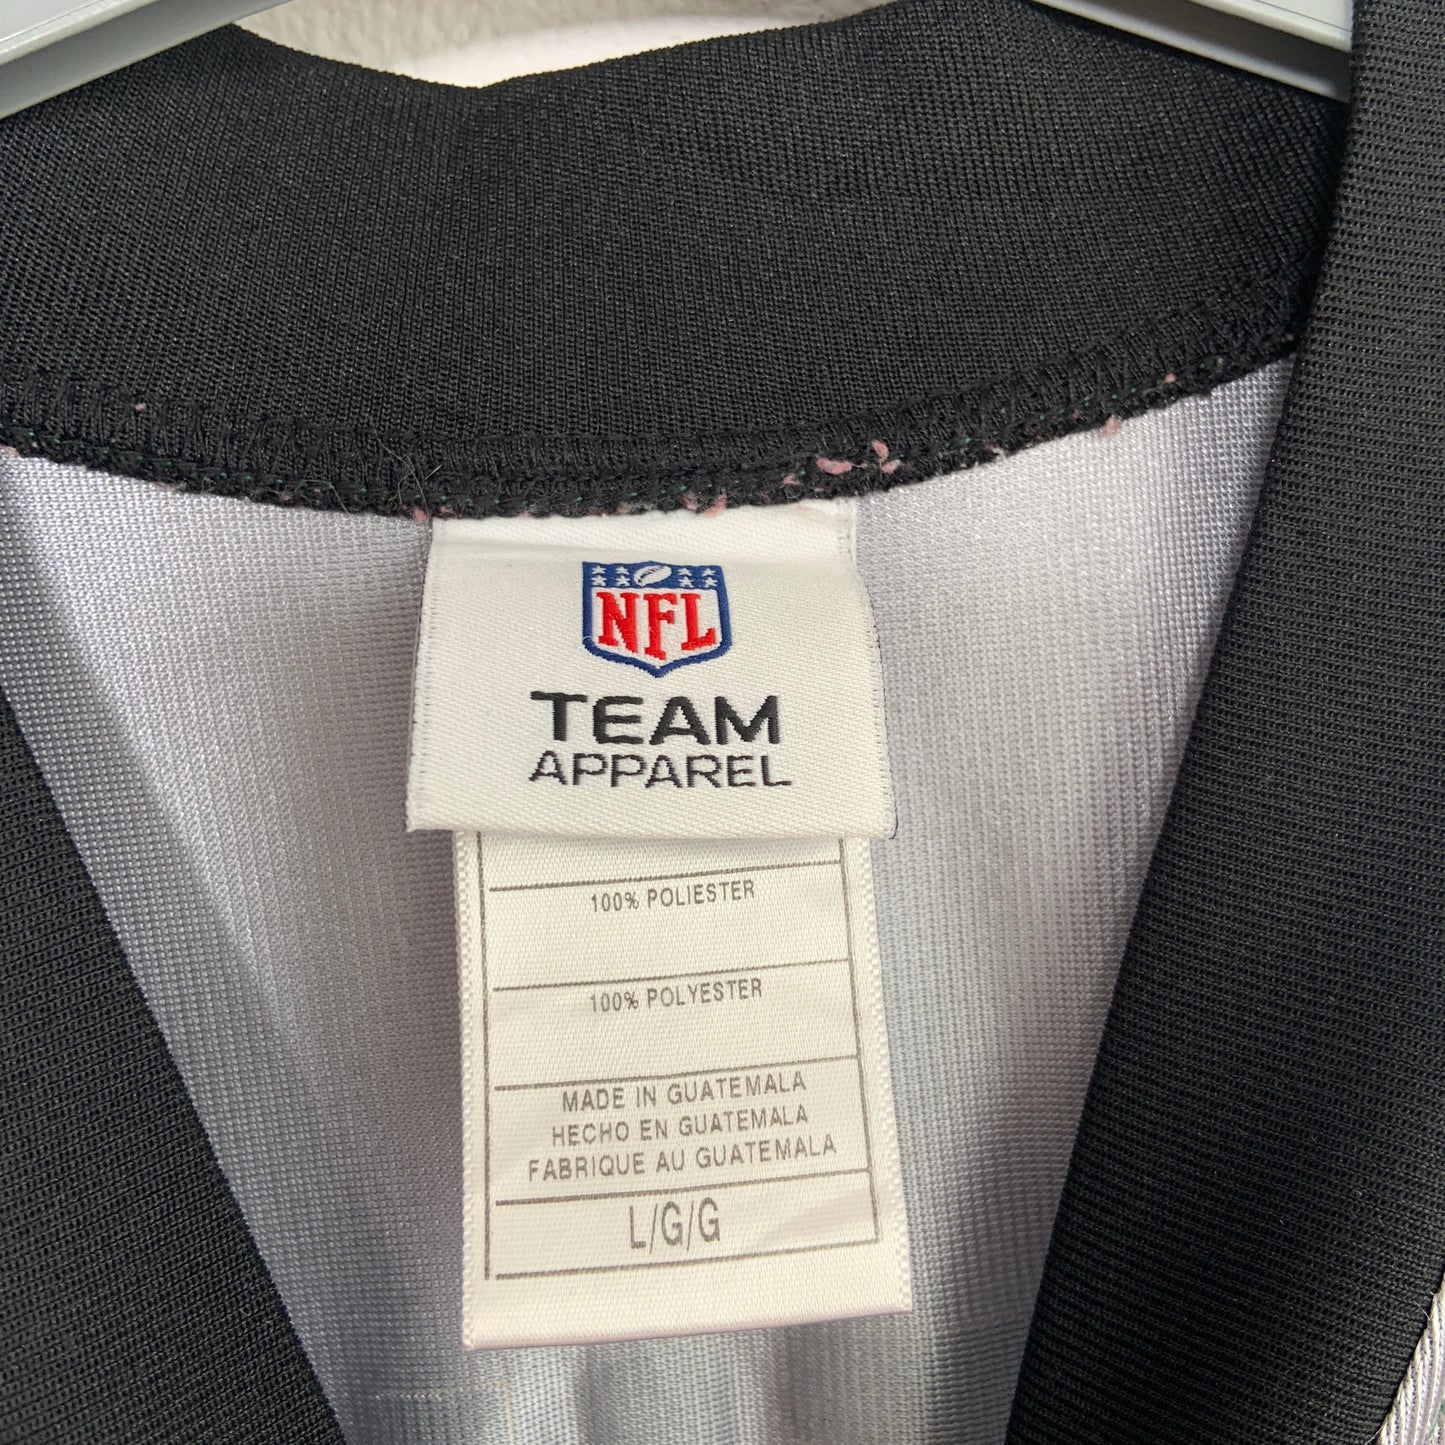 NFL
TEAM
APPAREL
100% POLIESTER
100% POLYESTER
MADE IN GUATEMALA
HECHO EN GUATEMALA
FABRIQUE AU GUATEMALA
L/G/G